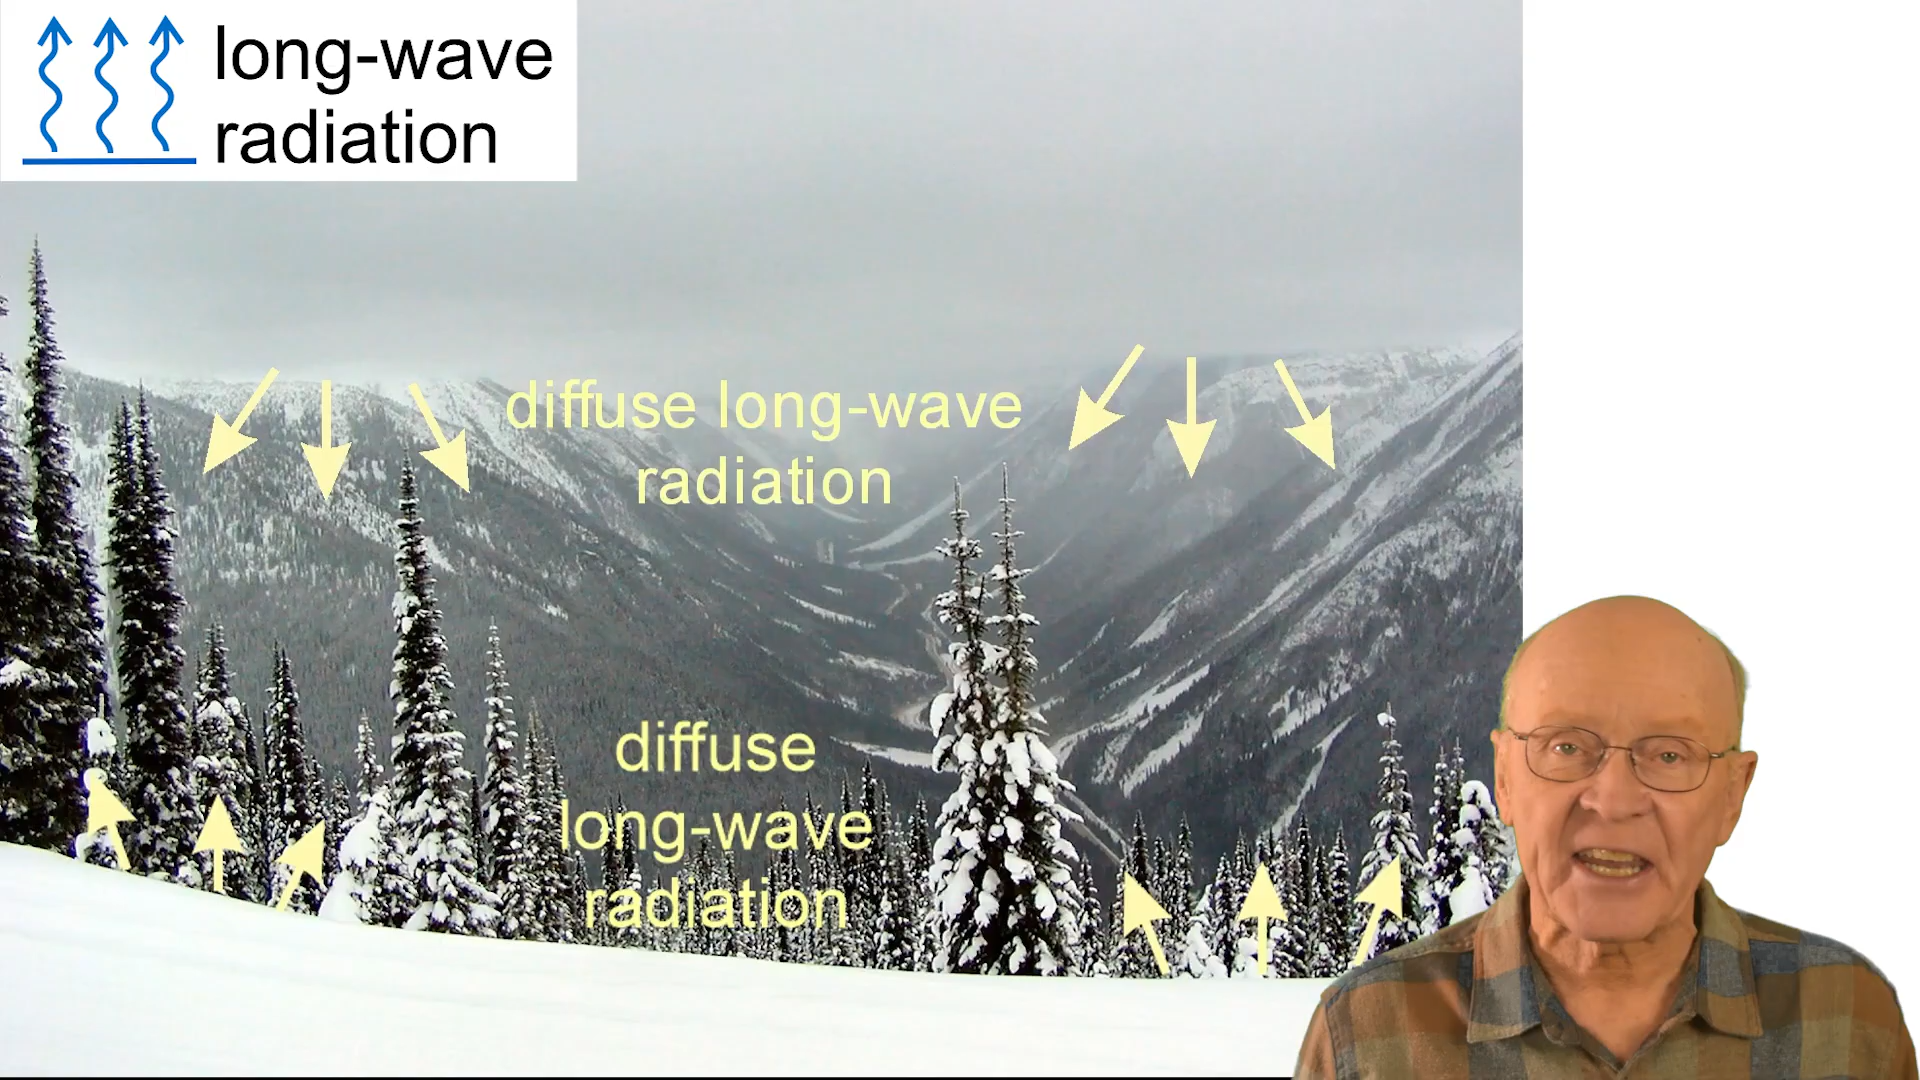 long-wave
radiation
diffuse long-wave
radiation
diffuse
long-wave
radiation